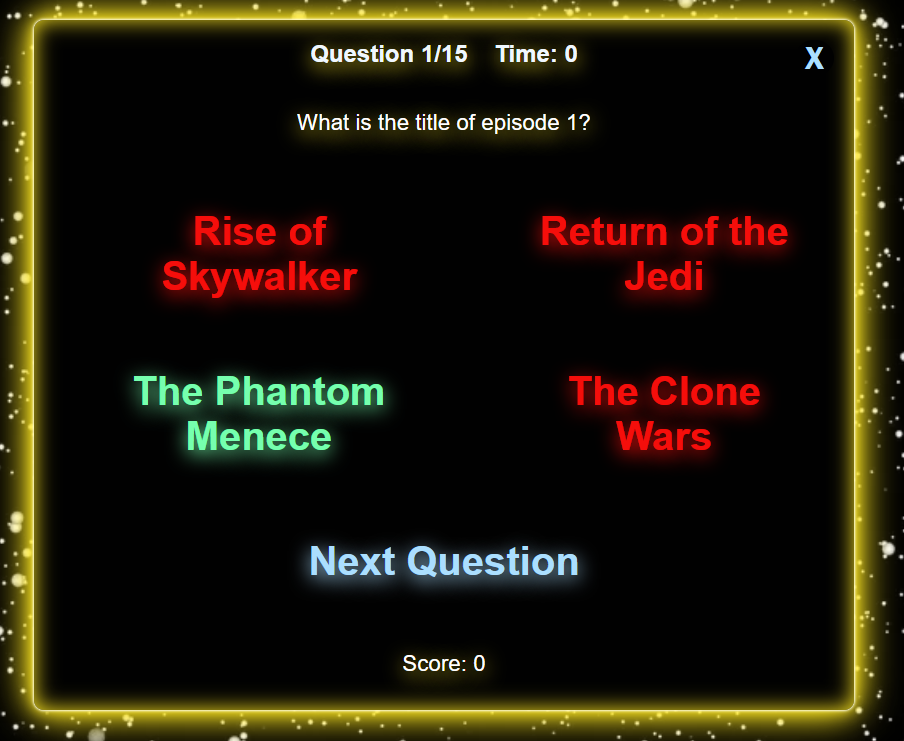 Question 1/15 Time: 0
X
What is the title of episode 1?
Rise of
Skywalker
Return of the
Jedi
The Phantom
Menece
The Clone
Wars
Next Question
Score: 0